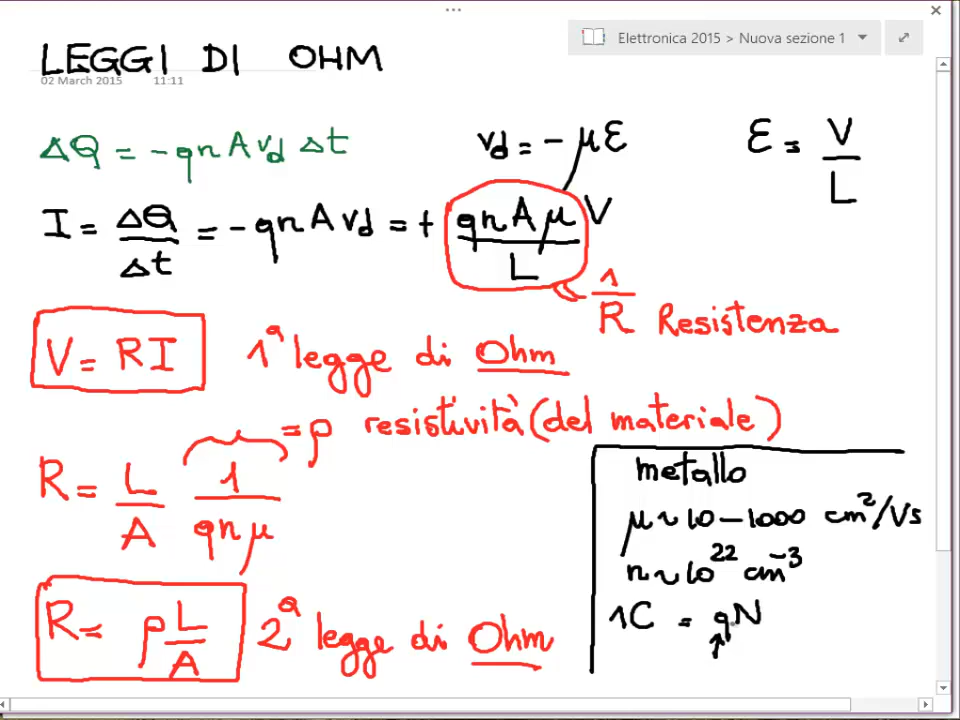 Elettronica 2015 > Nuova sezione 1
LEGGI DI OHM
02 March 2015 11:11
ΔQ = -qnAv_d Δt
v_d = -με
ε = V/L
I = ΔQ/Δt = -qnAv_d = + qnAμ/L V
1/R Resistenza
V = RI 1ª legge di Ohm
= ρ resistività (del materiale)
R = L/A 1/qnμ
R = ρ L/A 2ª legge di Ohm
metallo
μ ~ 10 - 1000 cm²/Vs
n ~ 10²² cm⁻³
1C = qN